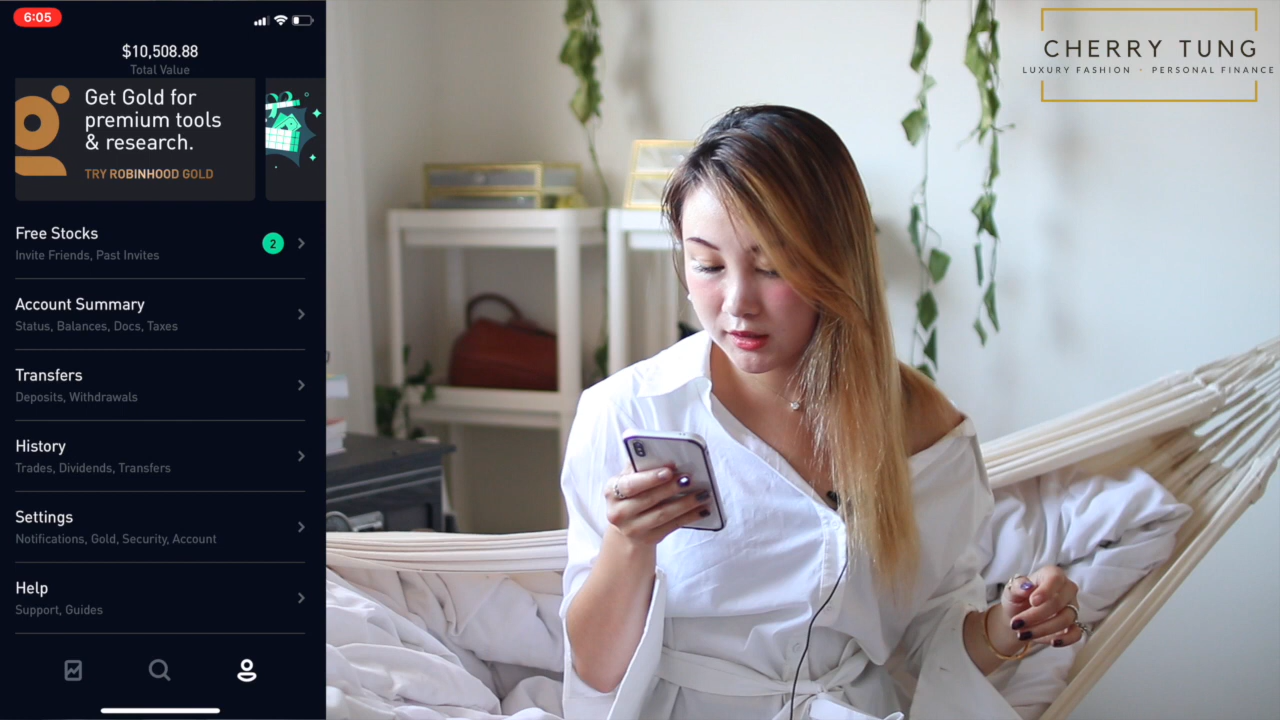 6:05
$10,508.88
Total Value
Get Gold for
premium tools
& research.
TRY ROBINHOOD GOLD
Free Stocks
2
Invite Friends, Past Invites
Account Summary
Status, Balances, Docs, Taxes
Transfers
Deposits, Withdrawals
History
Trades, Dividends, Transfers
Settings
Notifications, Gold, Security, Account
Help
Support, Guides
CHERRY TUNG
LUXURY FASHION · PERSONAL FINANCE